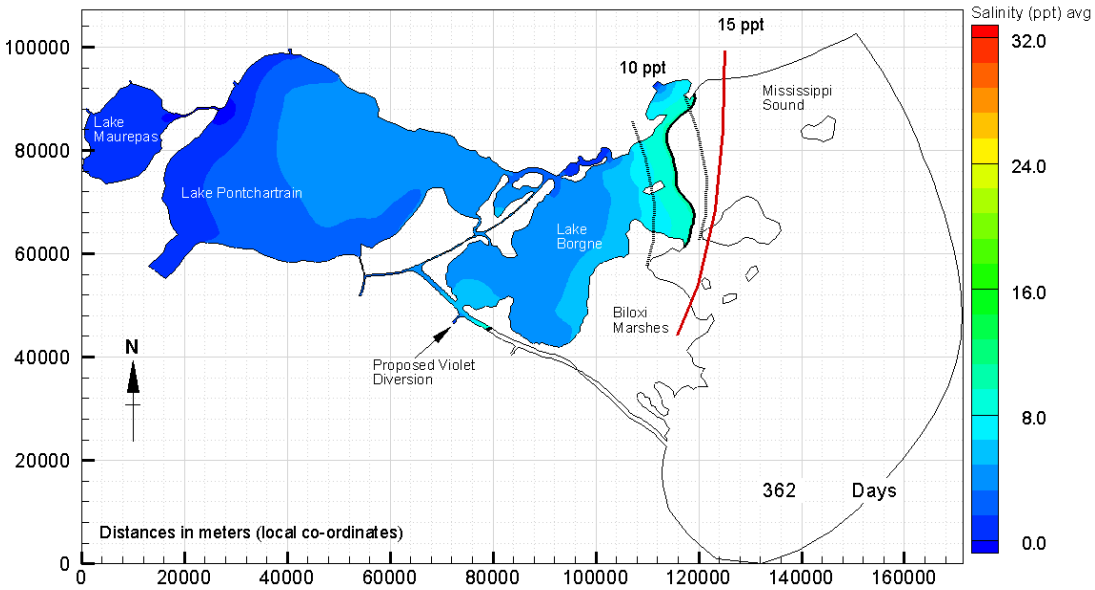 Salinity (ppt) avg
15 ppt
10 ppt
32.0
24.0
16.0
8.0
0.0
100000
80000
60000
40000
20000
0
Lake
Maurepas
Lake Pontchartrain
Lake
Borgne
Mississippi
Sound
Biloxi
Marshes
Proposed Violet
Diversion
N
362 Days
Distances in meters (local co-ordinates)
0 20000 40000 60000 80000 100000 120000 140000 160000